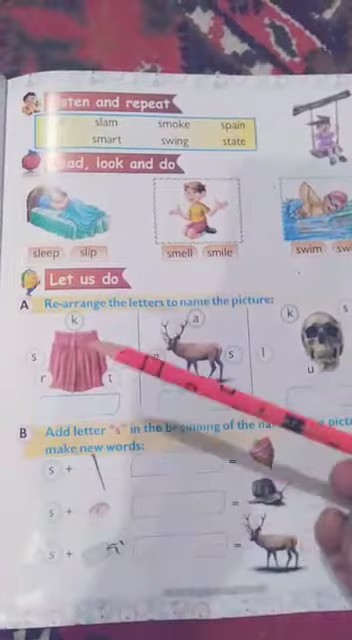 Listen and repeat
slam smoke spain
smart swing state
Read, look and do
sleep slip smell smile swim
Let us do
A Re-arrange the letters to name the picture:
k a k s
s s l
r t u
B Add letter "s" in the beginning of the
make new words:
s +
=
s +
=
s +
=